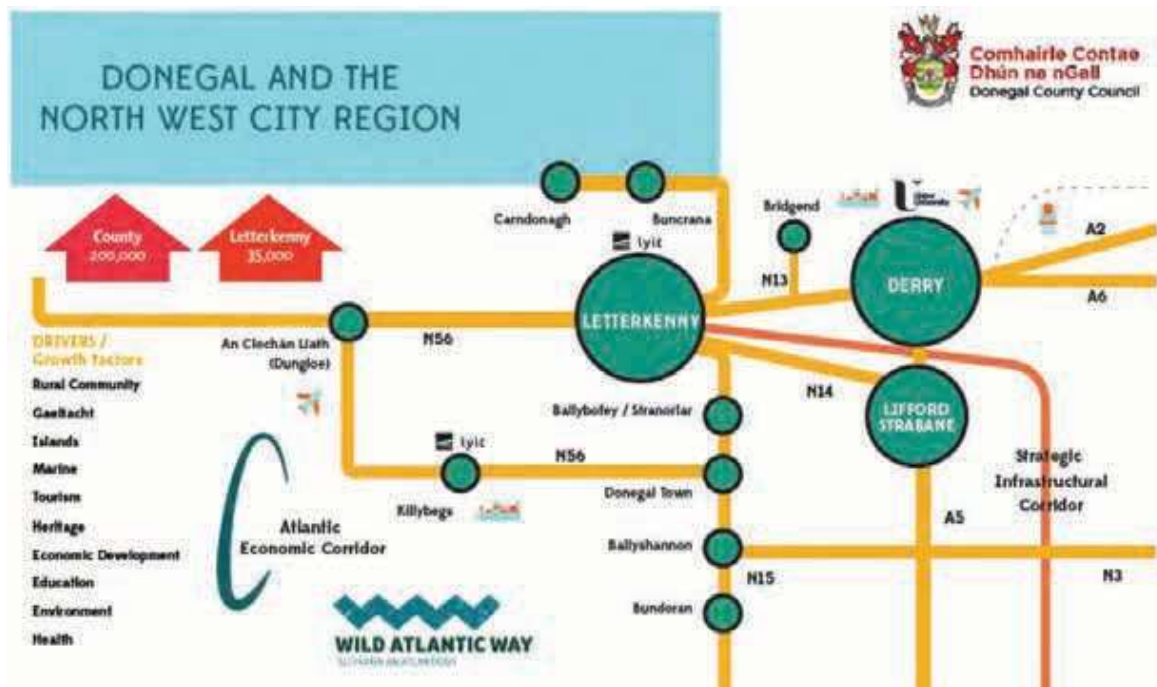 DONEGAL AND THE
NORTH WEST CITY REGION
Comhairle Contae
Dhún na nGall
Donegal County Council
County
200,000
Letterkenny
35,000
Carndonagh
Buncrana
Bridgend
lyit
N13
DERRY
A2
A6
LETTERKENNY
DRIVERS /
Growth factors
Rural Community
Gaeltacht
Islands
Marine
Tourism
Heritage
Economic Development
Education
Environment
Health
An Clochán Liath
(Dungloe)
N56
N14
LIFFORD
STRABANE
Ballybofey / Stranorlar
lyit
N56
Killybegs
Donegal Town
Strategic
Infrastructural
Corridor
Atlantic
Economic Corridor
A5
Ballyshannon
N15
N3
Bundoran
WILD ATLANTIC WAY